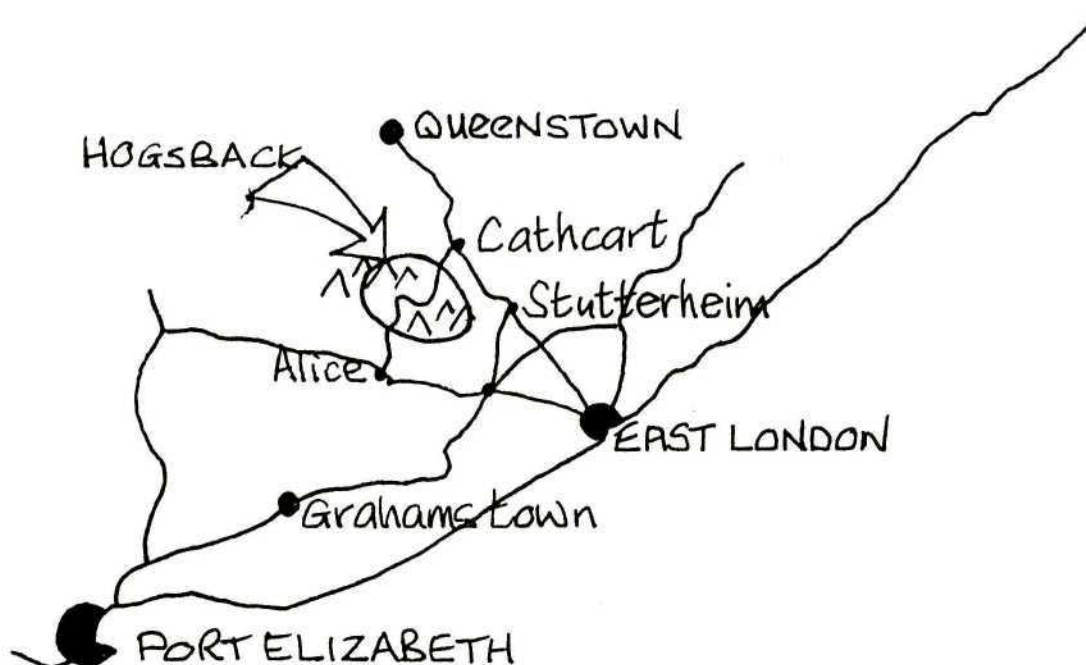 QUEENSTOWN
HOGSBACK
Cathcart
Stutterheim
Alice
EAST LONDON
Grahamstown
PORT ELIZABETH